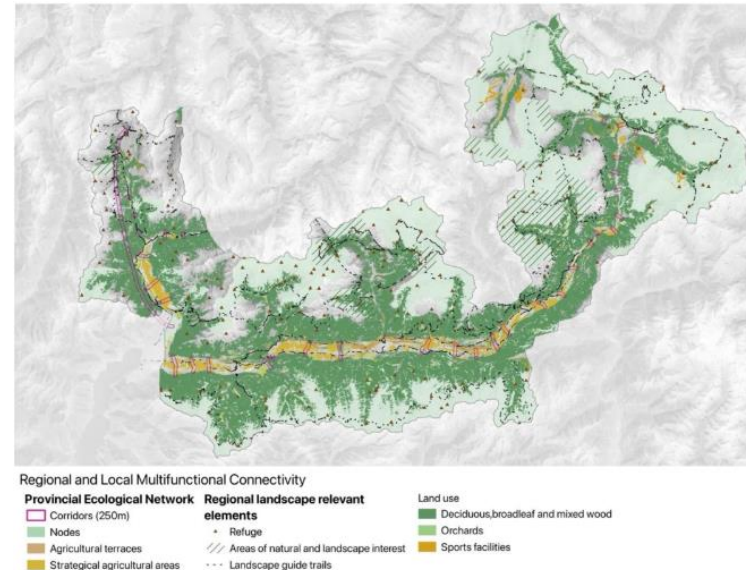 Regional and Local Multifunctional Connectivity
Provincial Ecological Network
Corridors (250m)
Nodes
Agricultural terraces
Strategical agricultural areas
Regional landscape relevant
elements
Refuge
Areas of natural and landscape interest
Landscape guide trails
Land use
Deciduous,broadleaf and mixed wood
Orchards
Sports facilities